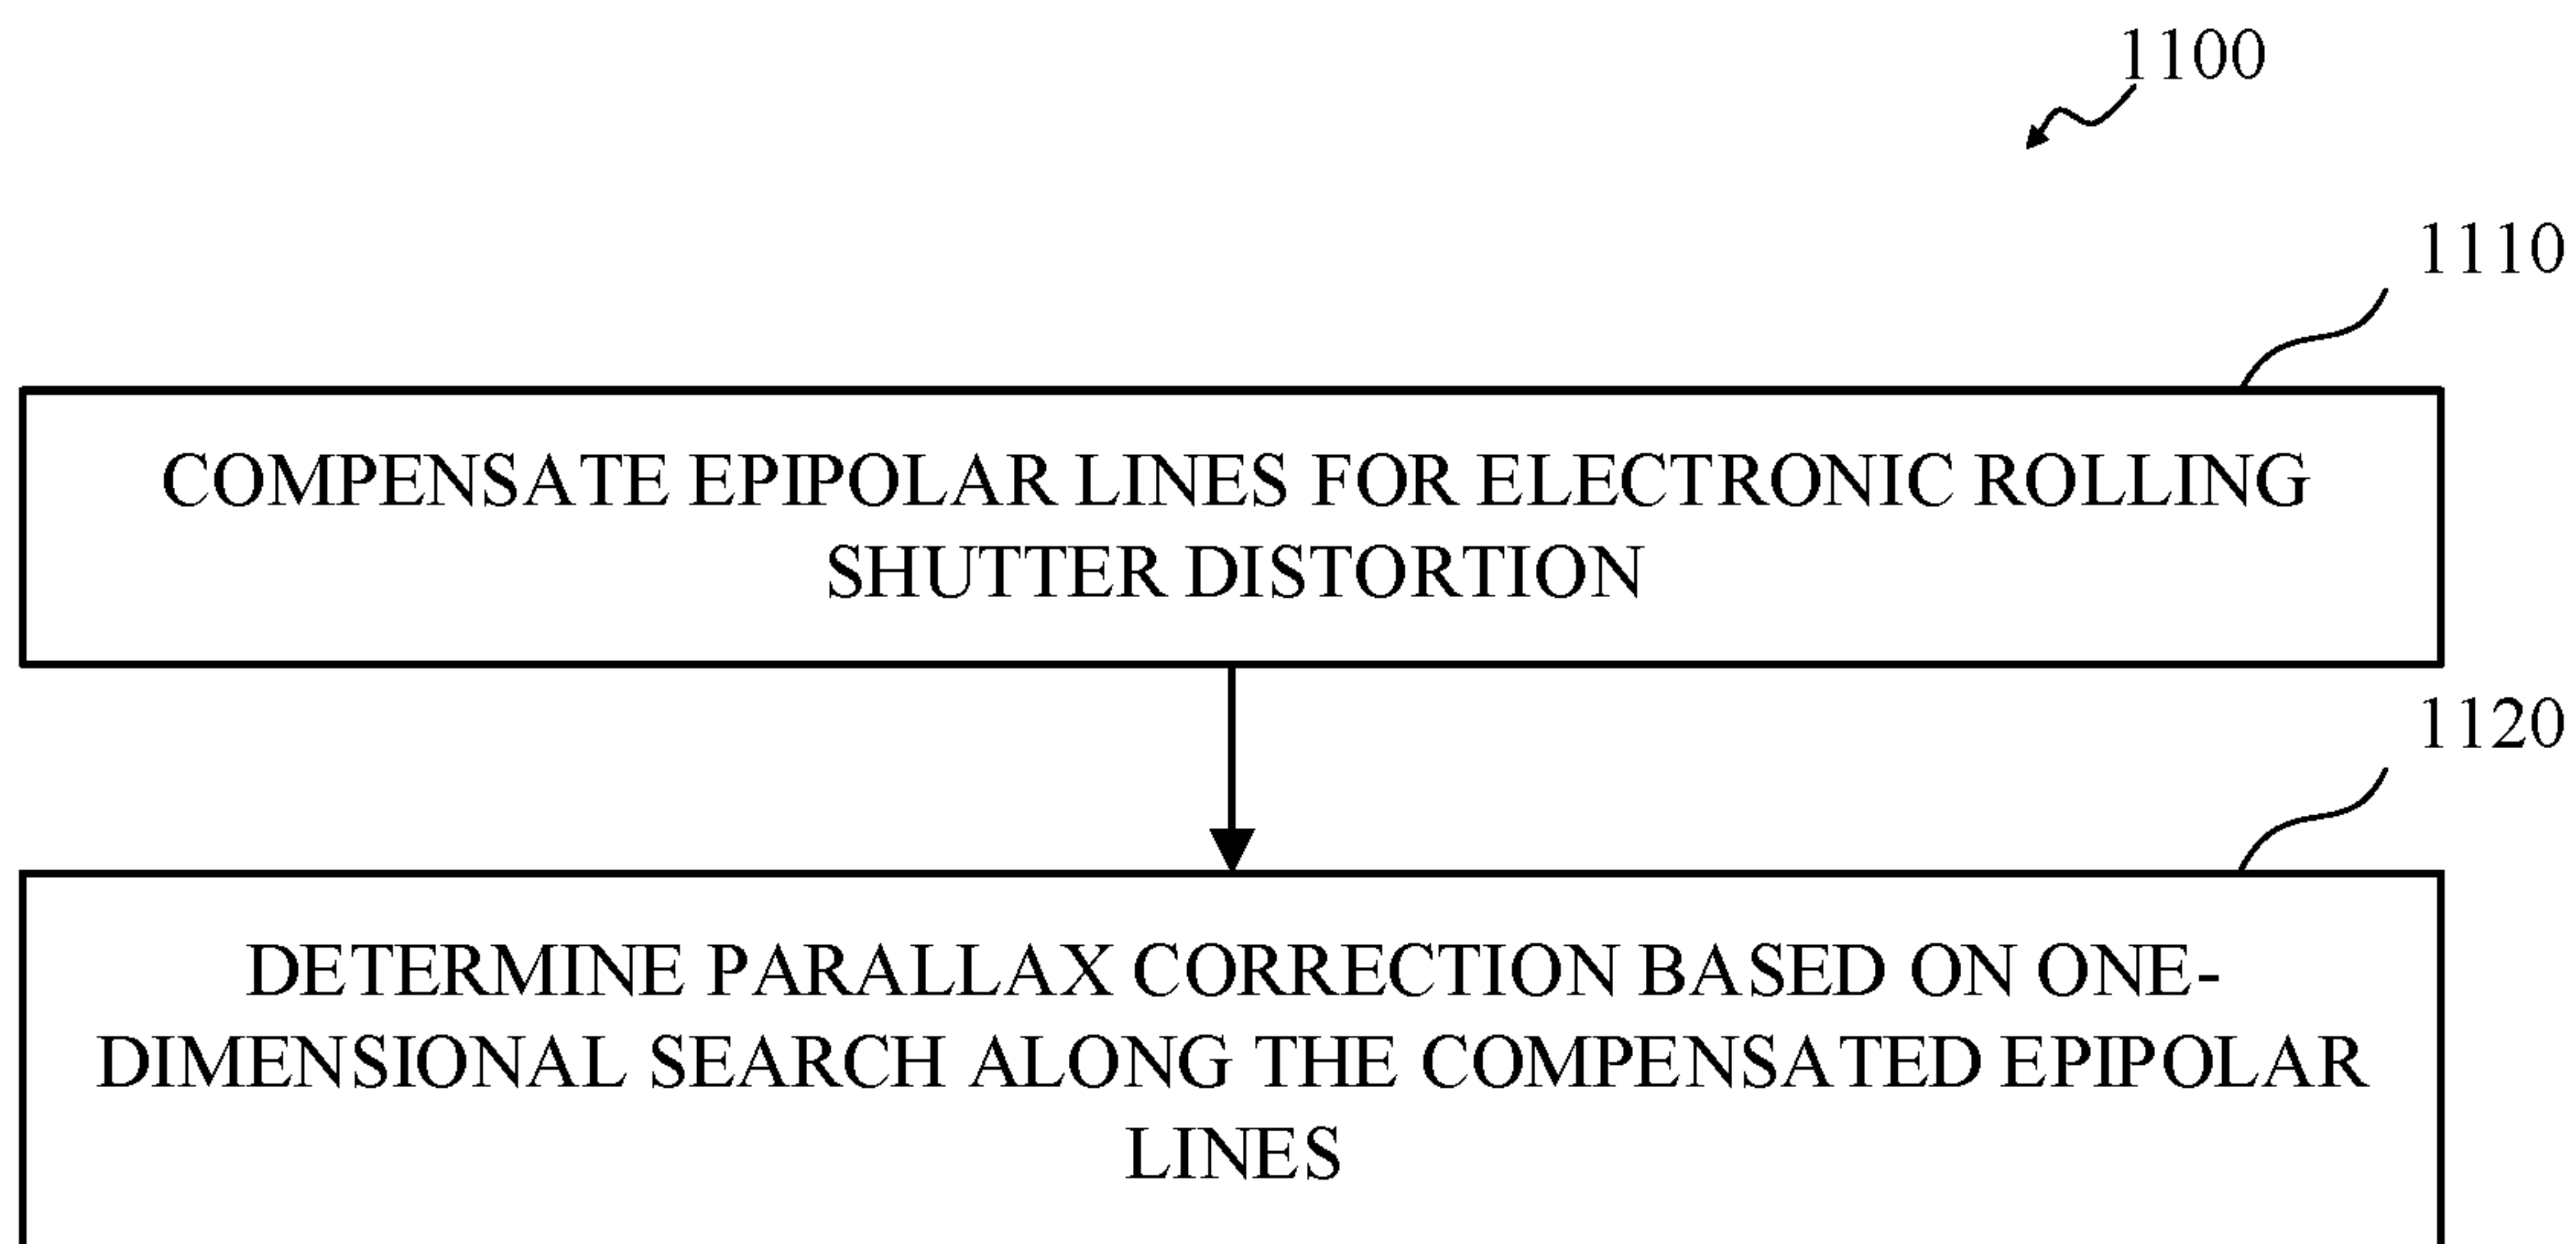 1100
1110
COMPENSATE EPIPOLAR LINES FOR ELECTRONIC ROLLING
SHUTTER DISTORTION
1120
DETERMINE PARALLAX CORRECTION BASED ON ONE-
DIMENSIONAL SEARCH ALONG THE COMPENSATED EPIPOLAR
LINES